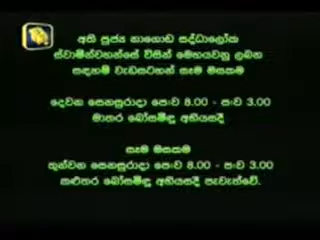 අති පූජ්‍ය නාගොඩ සද්ධාලෝක
ස්වාමීන්වහන්සේ විසින් මෙහයවනු ලබන
සඳහම් වැඩසටහන් සෑම මසකම
දෙවන සෙනසුරාදා පෙ.ව 8.00 - ප.ව 3.00
මාතර බෝසමිඳු අභියසදී
සෑම මසකම
තුන්වන සෙනසුරාදා පෙ.ව 8.00 - ප.ව 3.00
කළුතර බෝසමිඳු අභියසදී පැවැත්වේ.